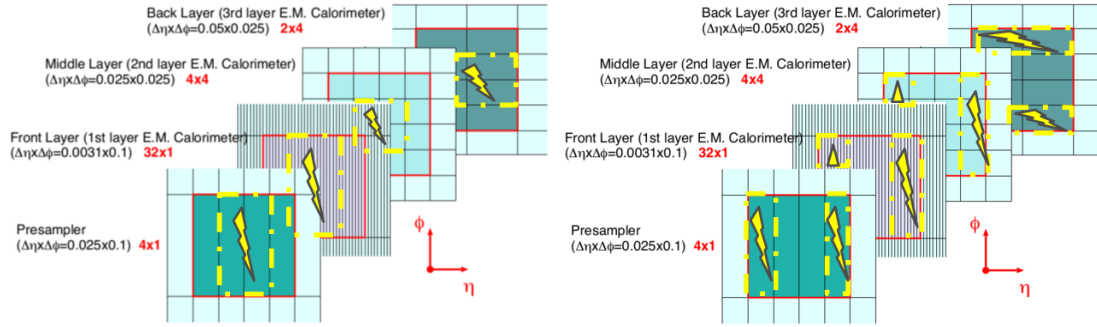 Back Layer (3rd layer E.M. Calorimeter)
(ΔηxΔϕ=0.05x0.025) 2x4
Middle Layer (2nd layer E.M. Calorimeter)
(ΔηxΔϕ=0.025x0.025) 4x4
Front Layer (1st layer E.M. Calorimeter)
(ΔηxΔϕ=0.0031x0.1) 32x1
Presampler
(ΔηxΔϕ=0.025x0.1) 4x1
ϕ
η
Back Layer (3rd layer E.M. Calorimeter)
(ΔηxΔϕ=0.05x0.025) 2x4
Middle Layer (2nd layer E.M. Calorimeter)
(ΔηxΔϕ=0.025x0.025) 4x4
Front Layer (1st layer E.M. Calorimeter)
(ΔηxΔϕ=0.0031x0.1) 32x1
Presampler
(ΔηxΔϕ=0.025x0.1) 4x1
ϕ
η